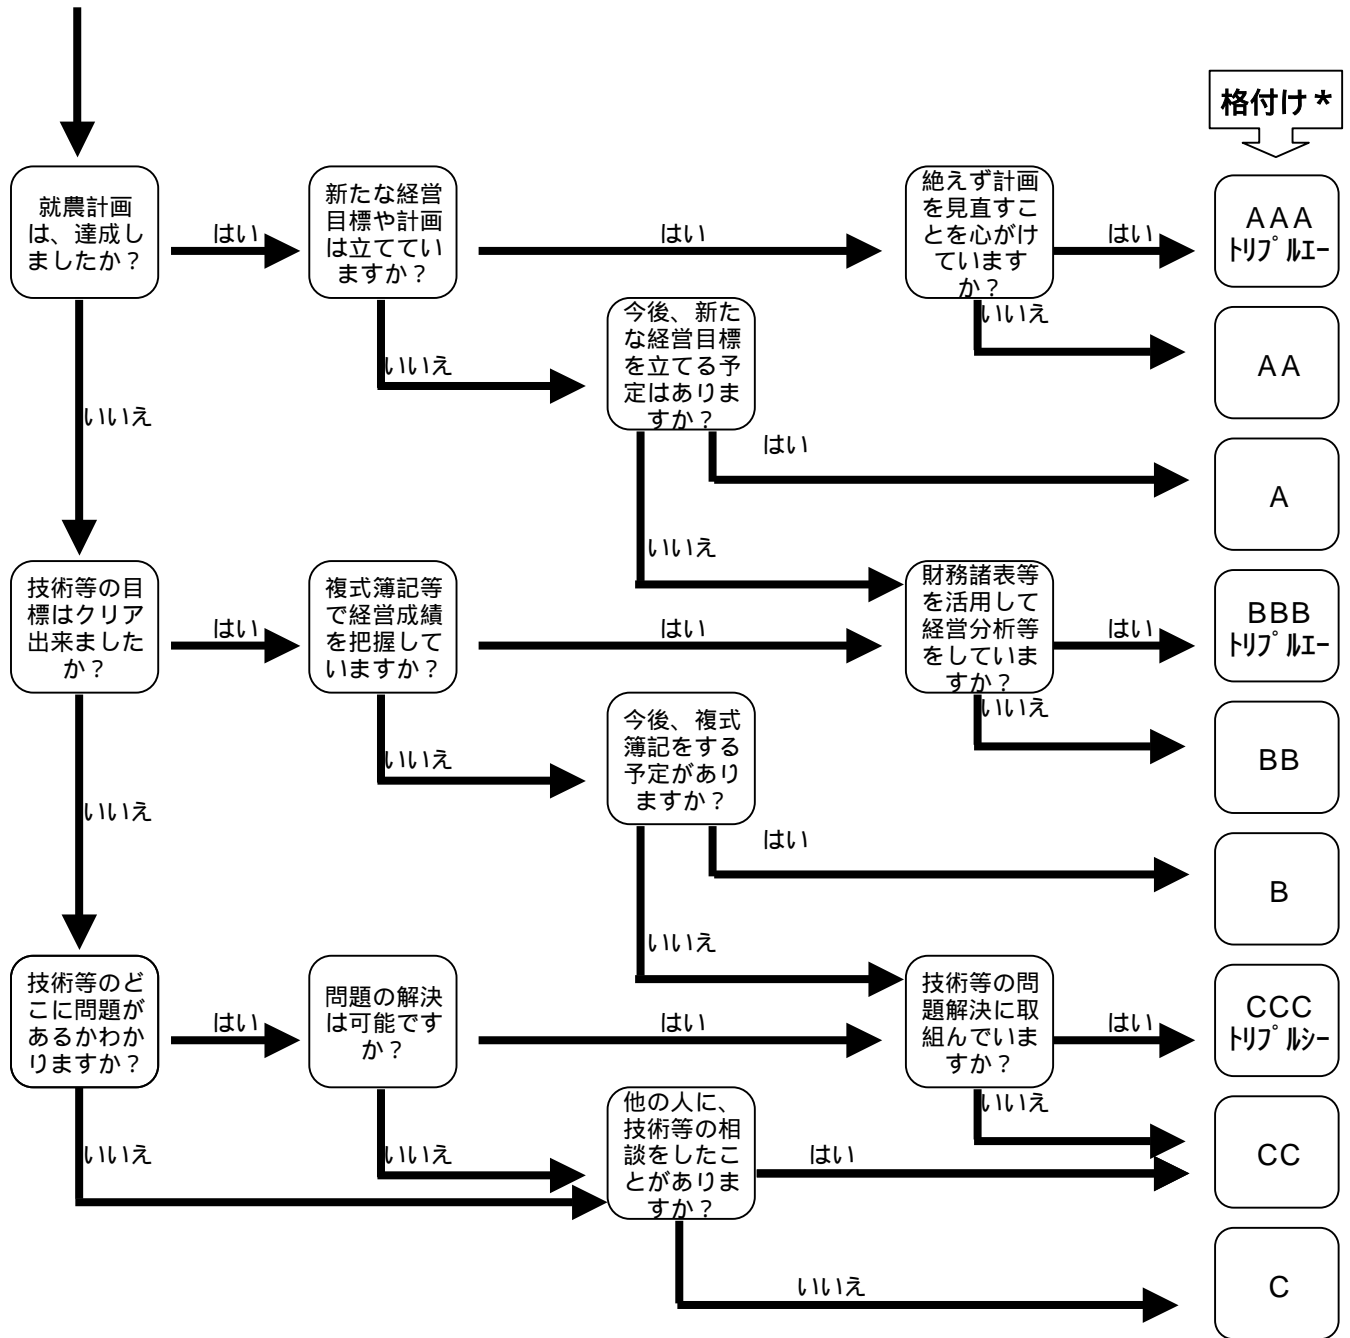 格付け＊
就農計画
は、達成し
ましたか？
はい
新たな経営
目標や計画
は立ててい
ますか？
はい
絶えず計画
を見直すこ
とを心がけ
ています
か？
はい
ＡＡＡ
ﾄﾘﾌﾟﾙｴｰ
いいえ
ＡＡ
いいえ
今後、新た
な経営目標
を立てる予
定はありま
すか？
はい
Ａ
いいえ
いいえ
技術等の目
標はクリア
出来ました
か？
はい
複式簿記等
で経営成績
を把握して
いますか？
はい
財務諸表等
を活用して
経営分析等
をしていま
すか？
はい
ＢＢＢ
ﾄﾘﾌﾟﾙｴｰ
いいえ
ＢＢ
いいえ
今後、複式
簿記をする
予定があり
ますか？
はい
Ｂ
いいえ
いいえ
技術等のど
こに問題が
あるかわか
りますか？
はい
問題の解決
は可能です
か？
はい
技術等の問
題解決に取
組んでいま
すか？
はい
ＣＣＣ
ﾄﾘﾌﾟﾙｼｰ
いいえ
いいえ
いいえ
他の人に、
技術等の相
談をしたこ
とがありま
すか？
はい
ＣＣ
いいえ
Ｃ